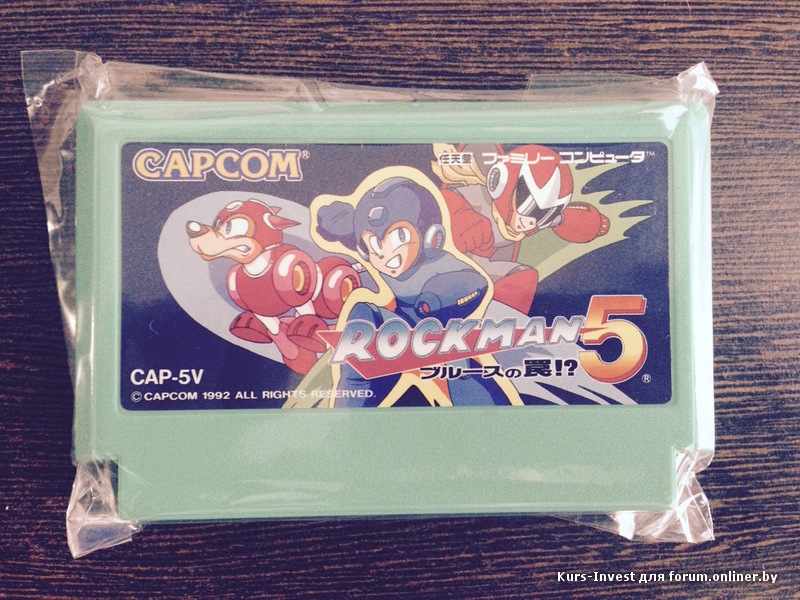 CAPCOM®
任天堂 ファミリー コンピュータ™
ROCKMAN 5
ブルースの罠!?
®
CAP-5V
© CAPCOM 1992 ALL RIGHTS RESERVED.
Kurs-Invest для forum.onliner.by